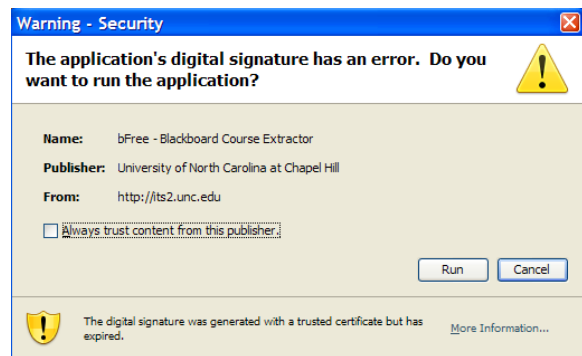 Warning - Security
The application's digital signature has an error. Do you
want to run the application?
Name: bFree - Blackboard Course Extractor
Publisher: University of North Carolina at Chapel Hill
From: http://its2.unc.edu
Always trust content from this publisher.
Run Cancel
The digital signature was generated with a trusted certificate but has
expired.
More Information...